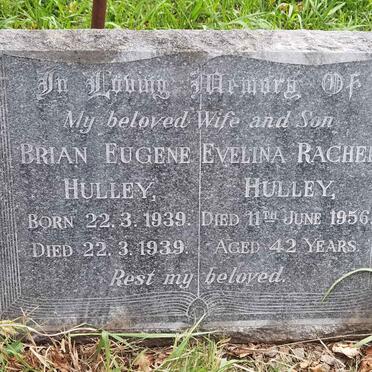 In Loving Memory Of
My beloved Wife and Son
BRIAN EUGENE
HULLEY,
BORN 22.3.1939.
DIED 22.3.1939.
EVELINA RACHEL
HULLEY,
DIED 11TH JUNE 1956.
AGED 42 YEARS.
Rest my beloved.